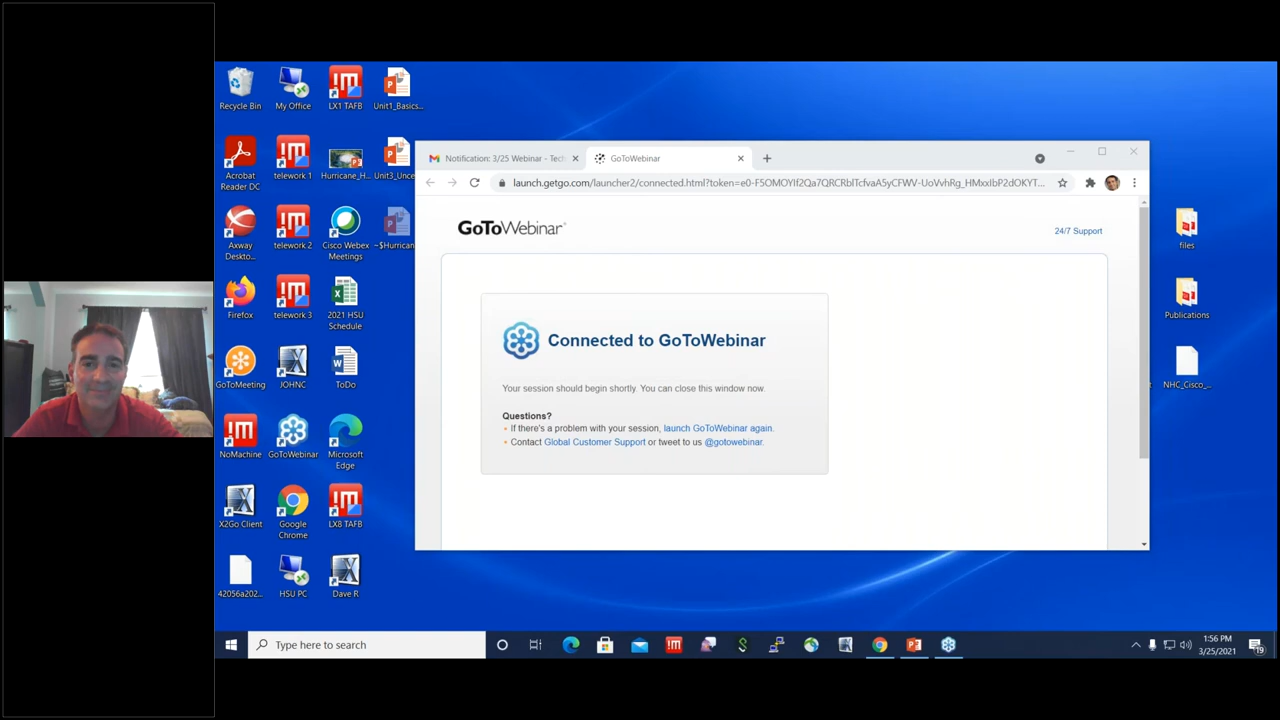 Recycle Bin
My Office
LX1 TAFB
Unit1_Basics...
Acrobat
Reader DC
telework 1
Hurricane_H...
Unit3_Unce
Axway
Deskto...
telework 2
Cisco Webex
Meetings
~$Hurrican
Firefox
telework 3
2021 HSU
Schedule
GoToMeeting
JOHNC
ToDo
NoMachine
GoToWebinar
Microsoft
Edge
X2Go Client
Google
Chrome
LX8 TAFB
42056a202...
HSU PC
Dave R
Notification: 3/25 Webinar - Tech
GoToWebinar
GoToWebinar
24/7 Support
Connected to GoToWebinar
Your session should begin shortly. You can close this window now.
Questions?
If there's a problem with your session, launch GoToWebinar again.
Contact Global Customer Support or tweet to us @gotowebinar.
files
Publications
NHC_Cisco_...
Type here to search
1:56 PM
3/25/2021
19